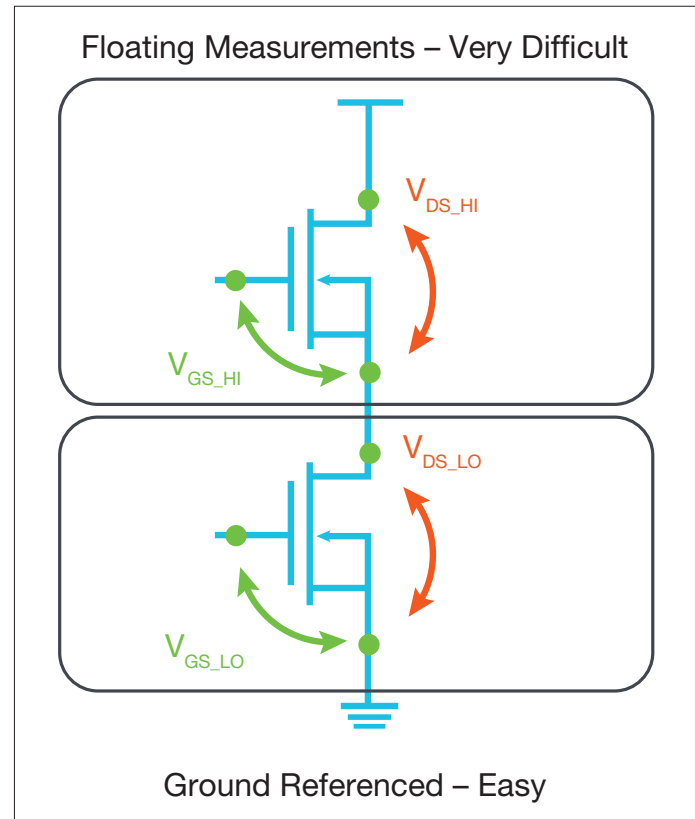 Floating Measurements – Very Difficult
V_DS_HI
V_GS_HI
V_DS_LO
V_GS_LO
Ground Referenced – Easy